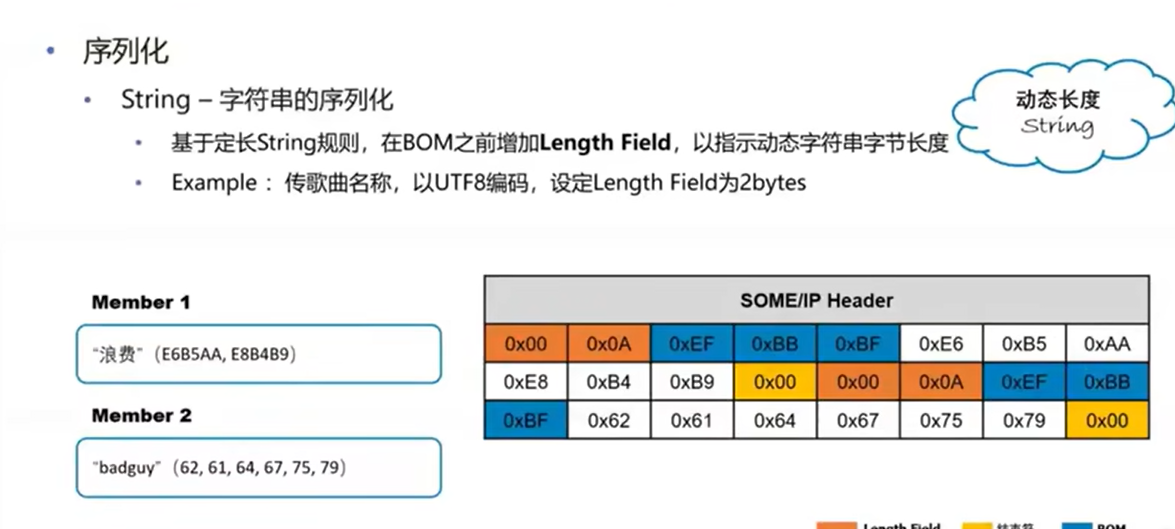 序列化
String – 字符串的序列化
动态长度
String
基于定长String规则，在BOM之前增加Length Field，以指示动态字符串字节长度
Example ：传歌曲名称，以UTF8编码，设定Length Field为2bytes
Member 1
“浪费”（E6B5AA, E8B4B9）
Member 2
“badguy”（62, 61, 64, 67, 75, 79）
SOME/IP Header
0x00 0x0A 0xEF 0xBB 0xBF 0xE6 0xB5 0xAA
0xE8 0xB4 0xB9 0x00 0x00 0x0A 0xEF 0xBB
0xBF 0x62 0x61 0x64 0x67 0x75 0x79 0x00
Length Field BOM